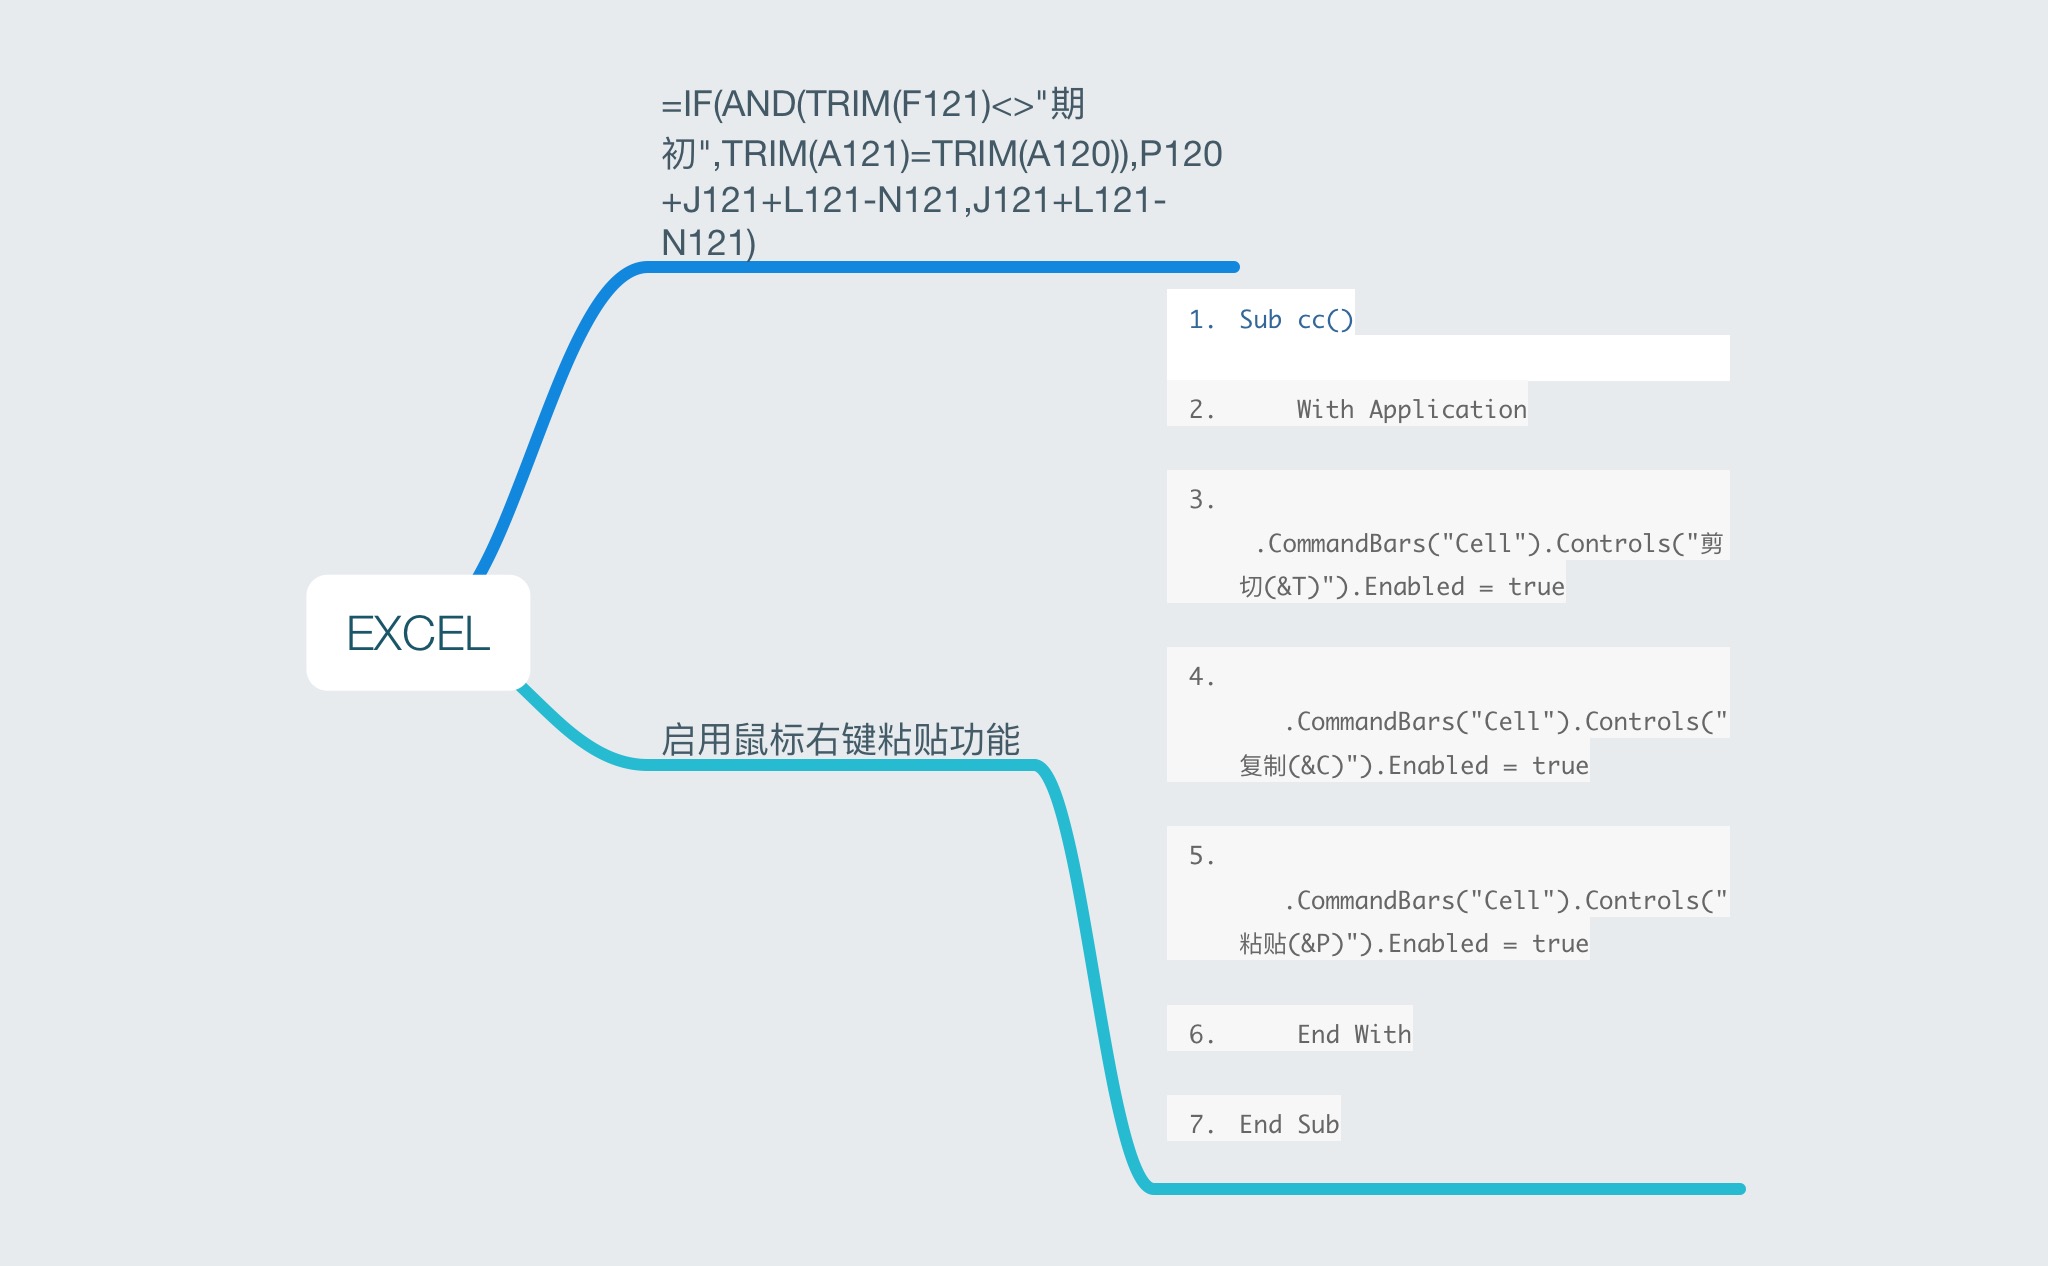 =IF(AND(TRIM(F121)<>"期
初",TRIM(A121)=TRIM(A120)),P120
+J121+L121-N121,J121+L121-
N121)
EXCEL
启用鼠标右键粘贴功能
1. Sub cc()
2. With Application
3.
.CommandBars("Cell").Controls("剪
切(&T)").Enabled = true
4.
.CommandBars("Cell").Controls("
复制(&C)").Enabled = true
5.
.CommandBars("Cell").Controls("
粘贴(&P)").Enabled = true
6. End With
7. End Sub